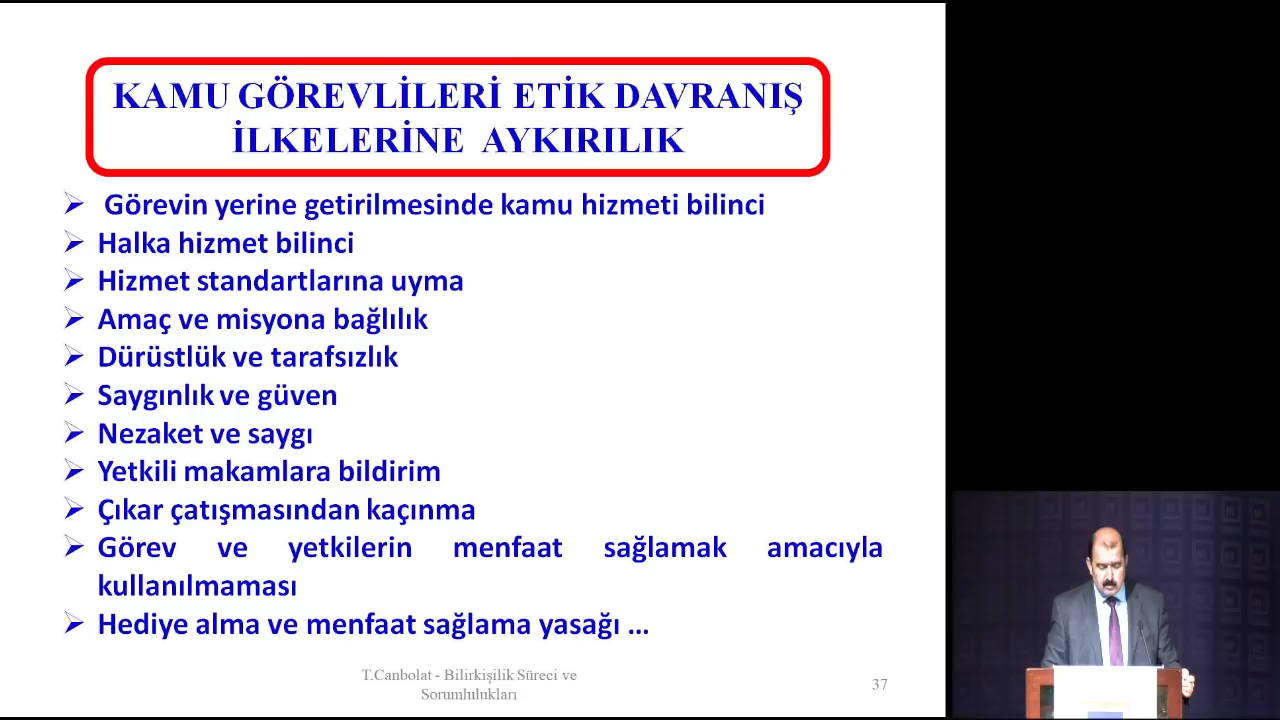 KAMU GÖREVLİLERİ ETİK DAVRANIŞ
İLKELERİNE AYKIRILIK
Görevin yerine getirilmesinde kamu hizmeti bilinci
Halka hizmet bilinci
Hizmet standartlarına uyma
Amaç ve misyona bağlılık
Dürüstlük ve tarafsızlık
Saygınlık ve güven
Nezaket ve saygı
Yetkili makamlara bildirim
Çıkar çatışmasından kaçınma
Görev ve yetkilerin menfaat sağlamak amacıyla
kullanılmaması
Hediye alma ve menfaat sağlama yasağı ...
T.Canbolat - Bilirkişilik Süreci ve
Sorumlulukları
37